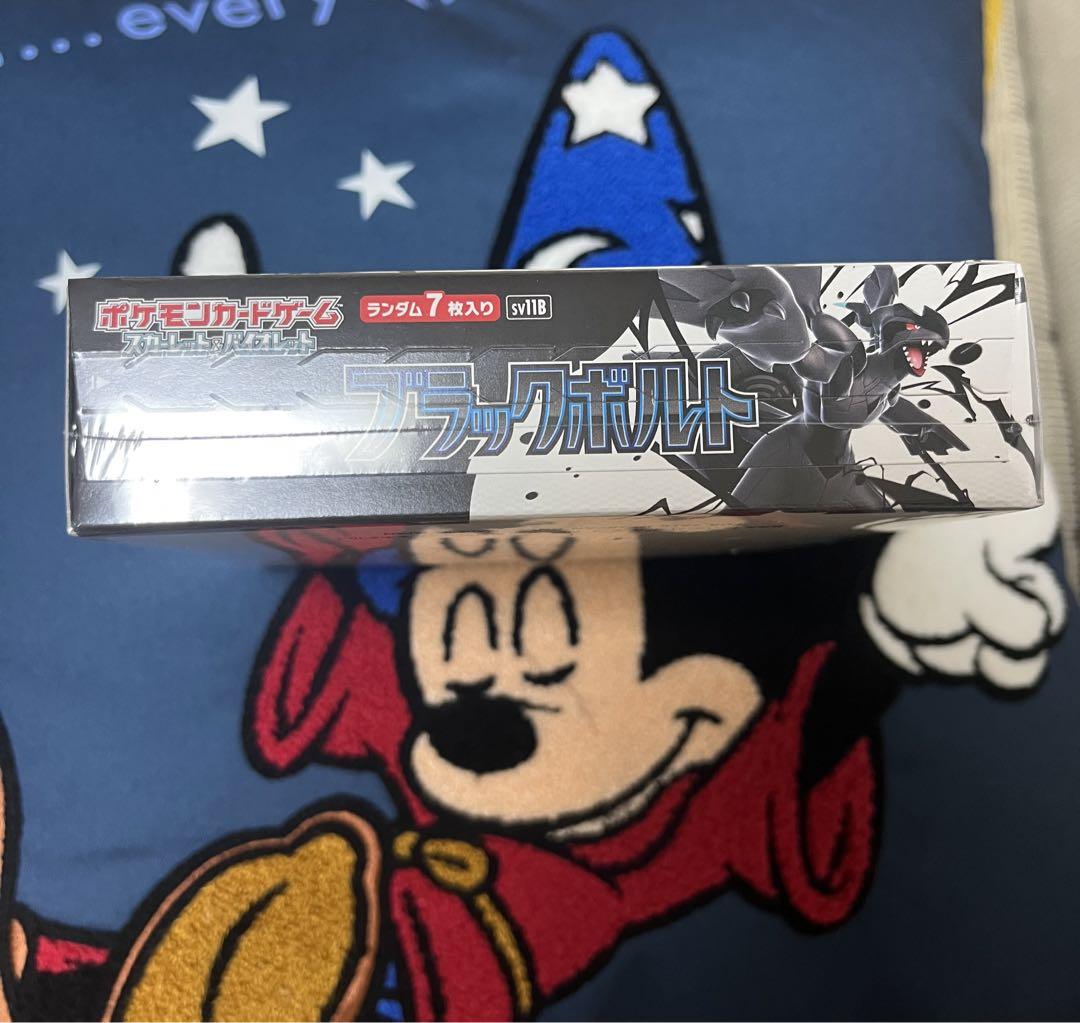 ...every
ポケモンカードゲーム
スカーレット&バイオレット
ランダム7枚入り sv11B
ブラックボルト